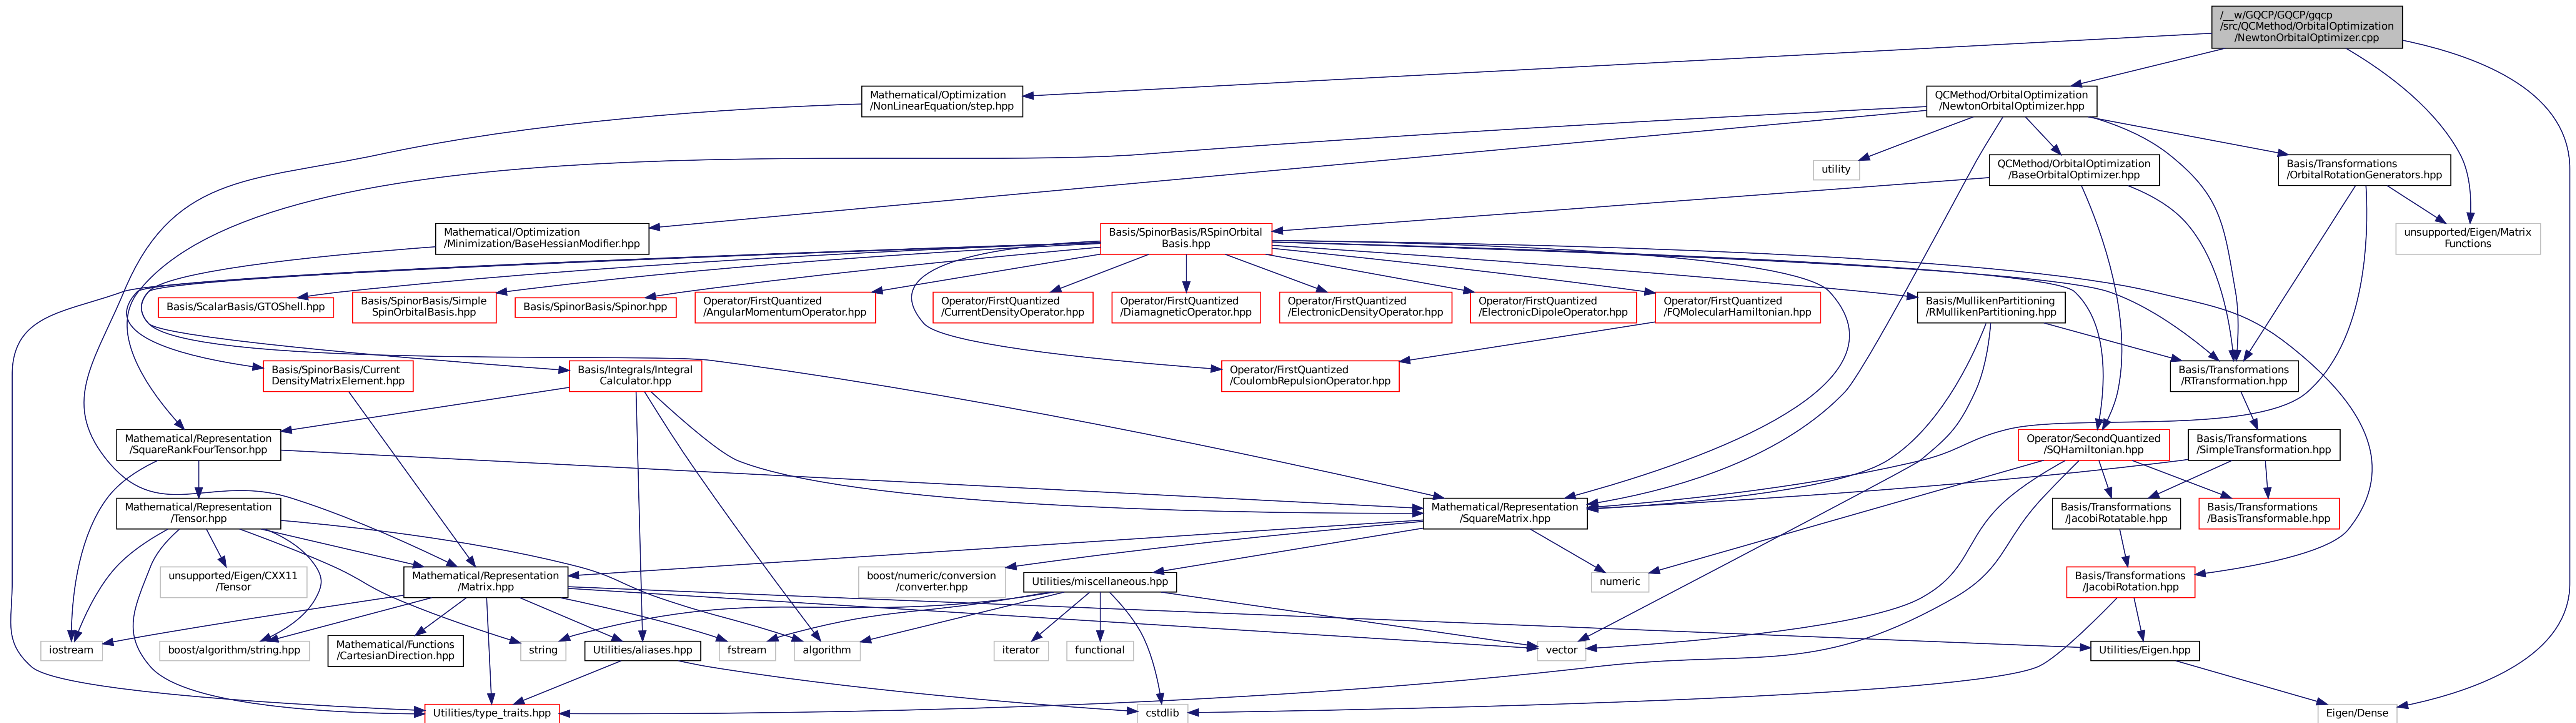 /__w/GQCP/GQCP/gqcp
/src/QCMethod/OrbitalOptimization
/NewtonOrbitalOptimizer.cpp
Mathematical/Optimization
/NonLinearEquation/step.hpp
QCMethod/OrbitalOptimization
/NewtonOrbitalOptimizer.hpp
utility
QCMethod/OrbitalOptimization
/BaseOrbitalOptimizer.hpp
Basis/Transformations
/OrbitalRotationGenerators.hpp
Mathematical/Optimization
/Minimization/BaseHessianModifier.hpp
Basis/SpinorBasis/RSpinOrbital
Basis.hpp
unsupported/Eigen/Matrix
Functions
Basis/ScalarBasis/GTOShell.hpp
Basis/SpinorBasis/Simple
SpinOrbitalBasis.hpp
Basis/SpinorBasis/Spinor.hpp
Operator/FirstQuantized
/AngularMomentumOperator.hpp
Operator/FirstQuantized
/CurrentDensityOperator.hpp
Operator/FirstQuantized
/DiamagneticOperator.hpp
Operator/FirstQuantized
/ElectronicDensityOperator.hpp
Operator/FirstQuantized
/ElectronicDipoleOperator.hpp
Operator/FirstQuantized
/FQMolecularHamiltonian.hpp
Basis/MullikenPartitioning
/RMullikenPartitioning.hpp
Basis/SpinorBasis/Current
DensityMatrixElement.hpp
Basis/Integrals/Integral
Calculator.hpp
Operator/FirstQuantized
/CoulombRepulsionOperator.hpp
Basis/Transformations
/RTransformation.hpp
Mathematical/Representation
/SquareRankFourTensor.hpp
Operator/SecondQuantized
/SQHamiltonian.hpp
Basis/Transformations
/SimpleTransformation.hpp
Mathematical/Representation
/Tensor.hpp
Mathematical/Representation
/SquareMatrix.hpp
Basis/Transformations
/JacobiRotatable.hpp
Basis/Transformations
/BasisTransformable.hpp
unsupported/Eigen/CXX11
/Tensor
Mathematical/Representation
/Matrix.hpp
boost/numeric/conversion
/converter.hpp
Utilities/miscellaneous.hpp
numeric
Basis/Transformations
/JacobiRotation.hpp
iostream
boost/algorithm/string.hpp
Mathematical/Functions
/CartesianDirection.hpp
string
Utilities/aliases.hpp
fstream
algorithm
iterator
functional
vector
Utilities/Eigen.hpp
Utilities/type_traits.hpp
cstdlib
Eigen/Dense